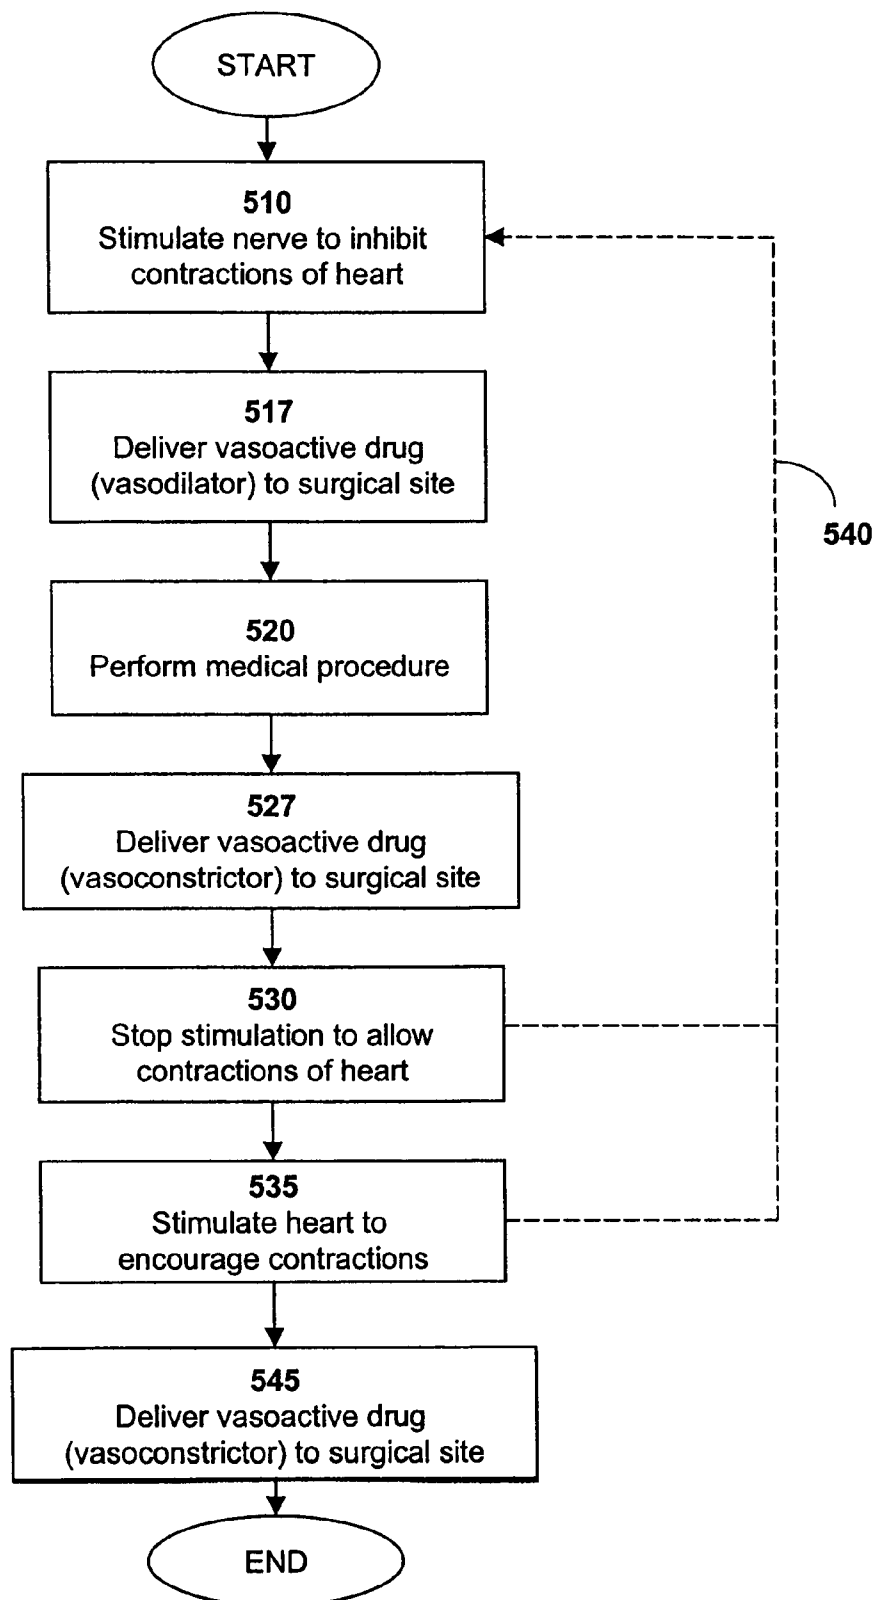 START
510
Stimulate nerve to inhibit
contractions of heart
517
Deliver vasoactive drug
(vasodilator) to surgical site
540
520
Perform medical procedure
527
Deliver vasoactive drug
(vasoconstrictor) to surgical site
530
Stop stimulation to allow
contractions of heart
535
Stimulate heart to
encourage contractions
545
Deliver vasoactive drug
(vasoconstrictor) to surgical site
END